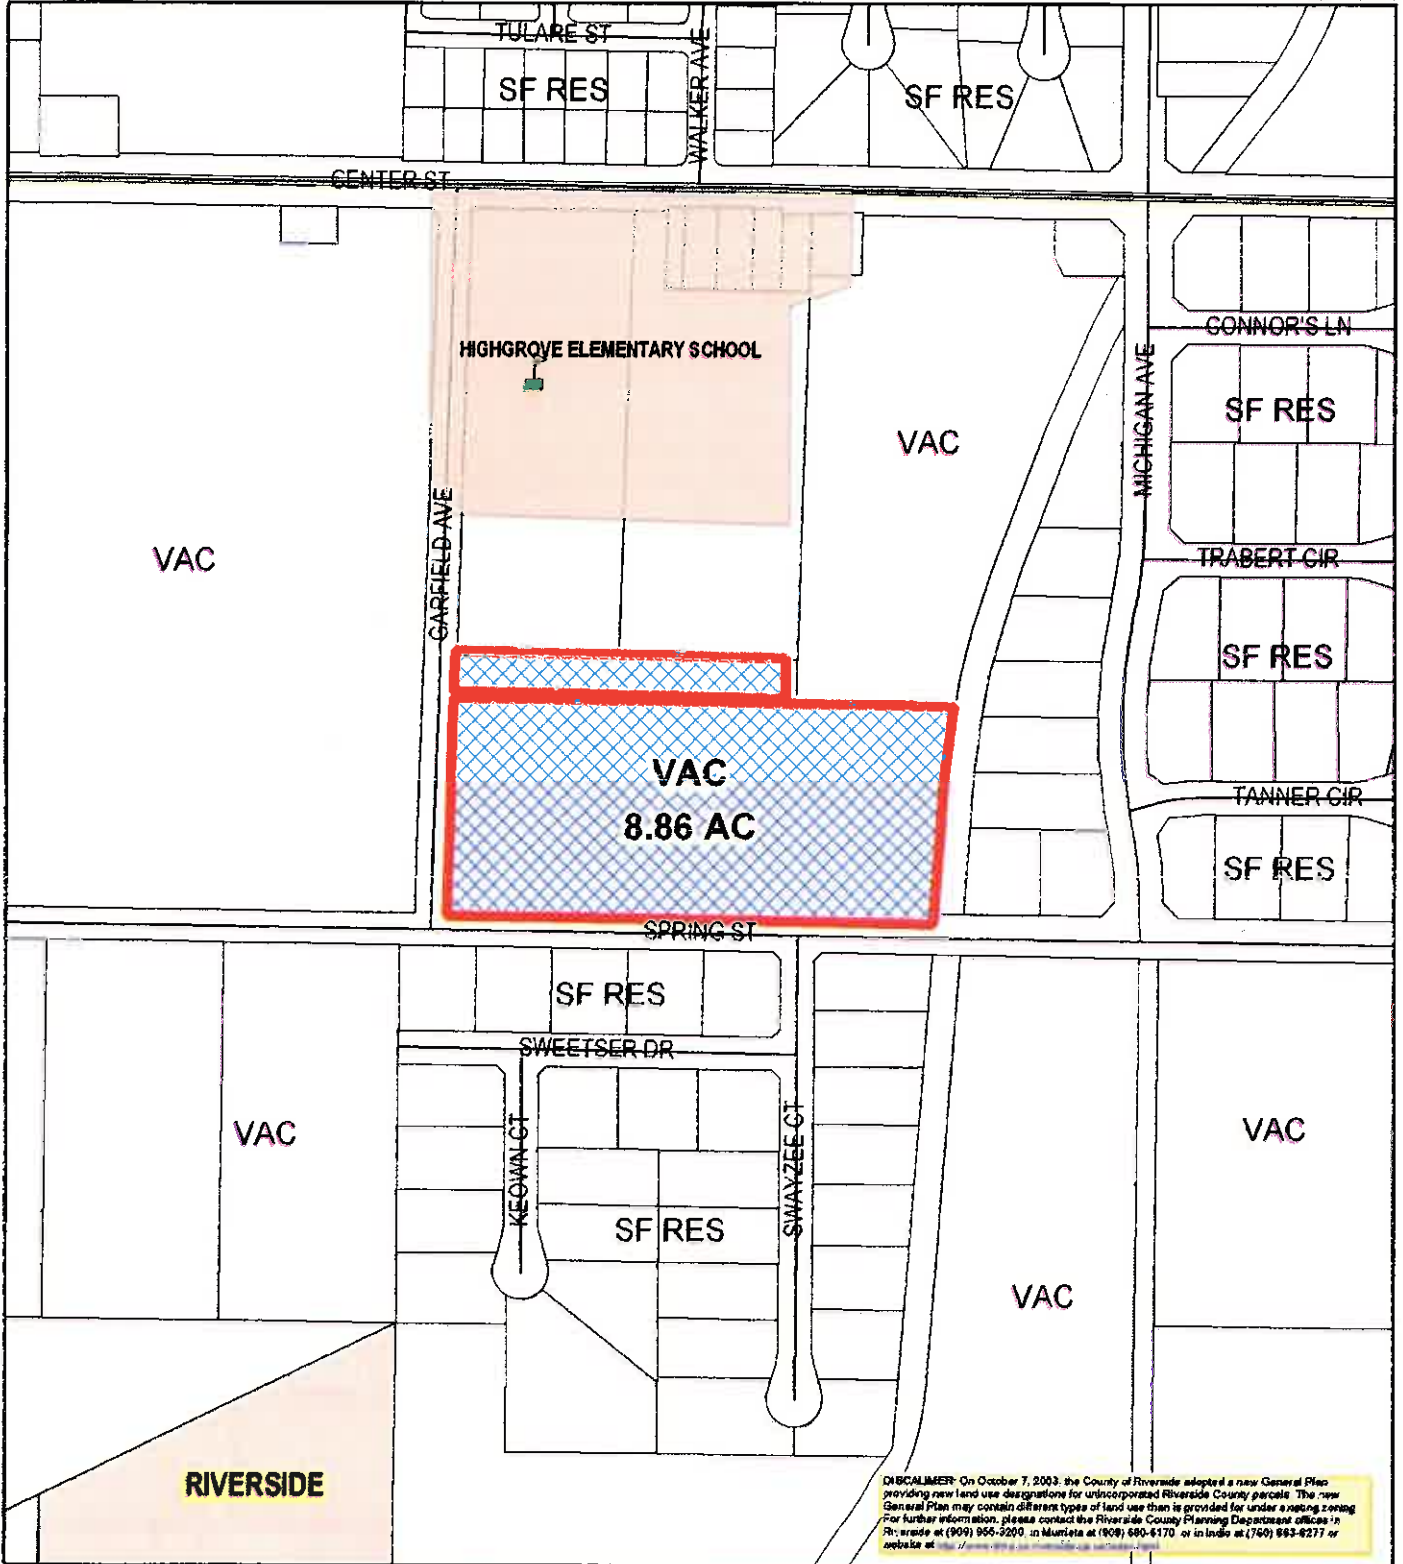 TULARE ST
WALKER AVE
SF RES
SF RES
CENTER ST
CONNOR'S LN
HIGHGROVE ELEMENTARY SCHOOL
MICHIGAN AVE
SF RES
VAC
GARFIELD AVE
VAC
TRABERT CIR
SF RES
VAC
8.86 AC
TANNER CIR
SF RES
SPRING ST
SF RES
SWEETSER DR
KEOWN CT
SWAYZEE CT
VAC
VAC
SF RES
VAC
RIVERSIDE
DISCALIMER: On October 7, 2003, the County of Riverside adopted a new General Plan
providing new land use designations for unincorporated Riverside County parcels. The new
General Plan may contain different types of land use than is provided for under existing zoning
For further information, please contact the Riverside County Planning Department offices in
Riverside at (909) 955-3200, in Murrieta at (909) 600-6170, or in Indio at (760) 863-8277 or
website at